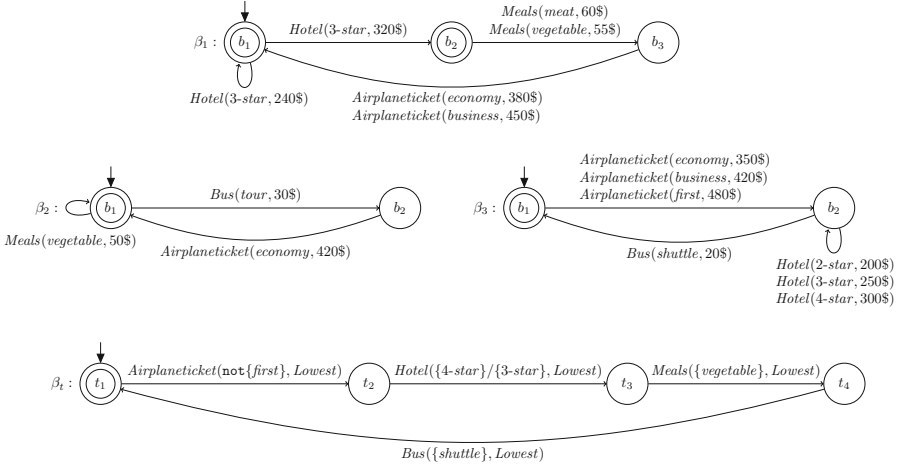 Meals(meat, 60$)
β1 : b1 Hotel(3-star, 320$) b2 Meals(vegetable, 55$) b3
Hotel(3-star, 240$) Airplaneticket(economy, 380$)
Airplaneticket(business, 450$)
Airplaneticket(economy, 350$)
Airplaneticket(business, 420$)
β2 : b1 Bus(tour, 30$) b2 β3 : b1 Airplaneticket(first, 480$) b2
Meals(vegetable, 50$) Airplaneticket(economy, 420$) Bus(shuttle, 20$)
Hotel(2-star, 200$)
Hotel(3-star, 250$)
Hotel(4-star, 300$)
βt : t1 Airplaneticket(not{first}, Lowest) t2 Hotel({4-star}/{3-star}, Lowest) t3 Meals({vegetable}, Lowest) t4
Bus({shuttle}, Lowest)